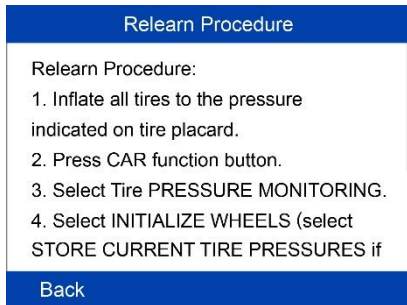 Relearn Procedure
Relearn Procedure:
1. Inflate all tires to the pressure
indicated on tire placard.
2. Press CAR function button.
3. Select Tire PRESSURE MONITORING.
4. Select INITIALIZE WHEELS (select
STORE CURRENT TIRE PRESSURES if
Back